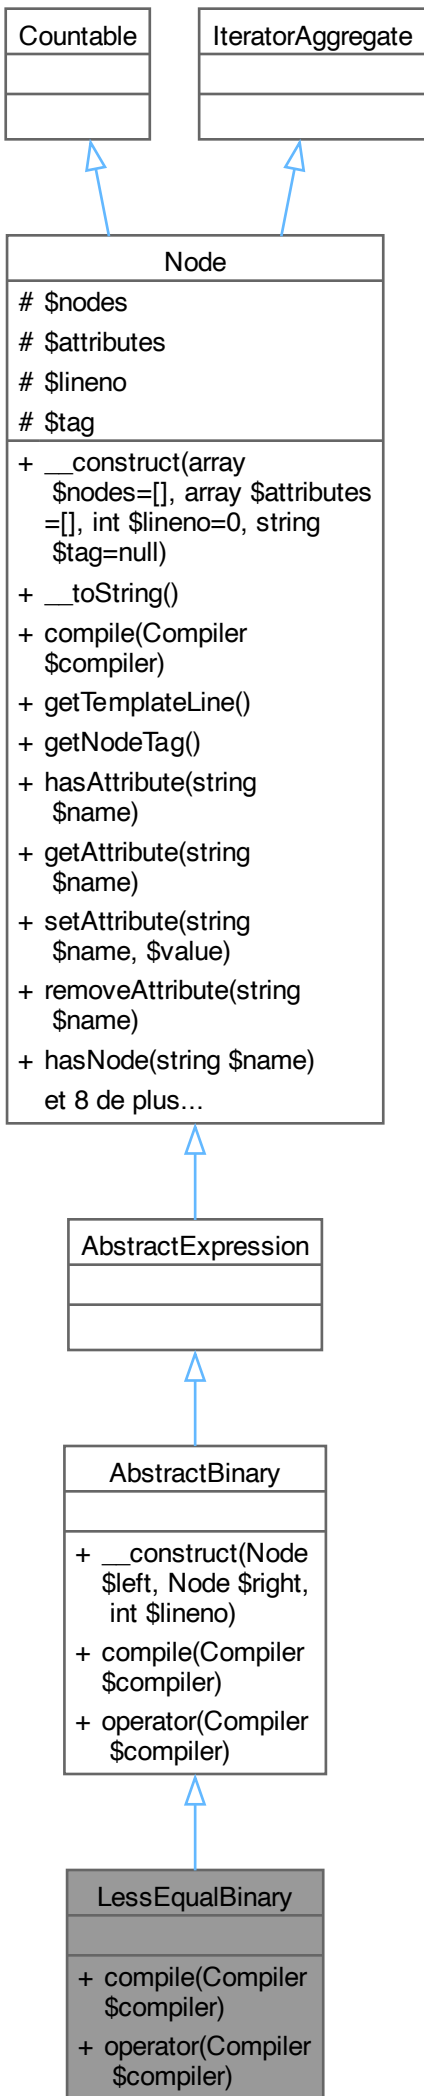 Countable
IteratorAggregate
Node
# $nodes
# $attributes
# $lineno
# $tag
+ __construct(array
$nodes=[], array $attributes
=[], int $lineno=0, string
$tag=null)
+ __toString()
+ compile(Compiler
$compiler)
+ getTemplateLine()
+ getNodeTag()
+ hasAttribute(string
$name)
+ getAttribute(string
$name)
+ setAttribute(string
$name, $value)
+ removeAttribute(string
$name)
+ hasNode(string $name)
et 8 de plus...
AbstractExpression
AbstractBinary
+ __construct(Node
$left, Node $right,
int $lineno)
+ compile(Compiler
$compiler)
+ operator(Compiler
$compiler)
LessEqualBinary
+ compile(Compiler
$compiler)
+ operator(Compiler
$compiler)